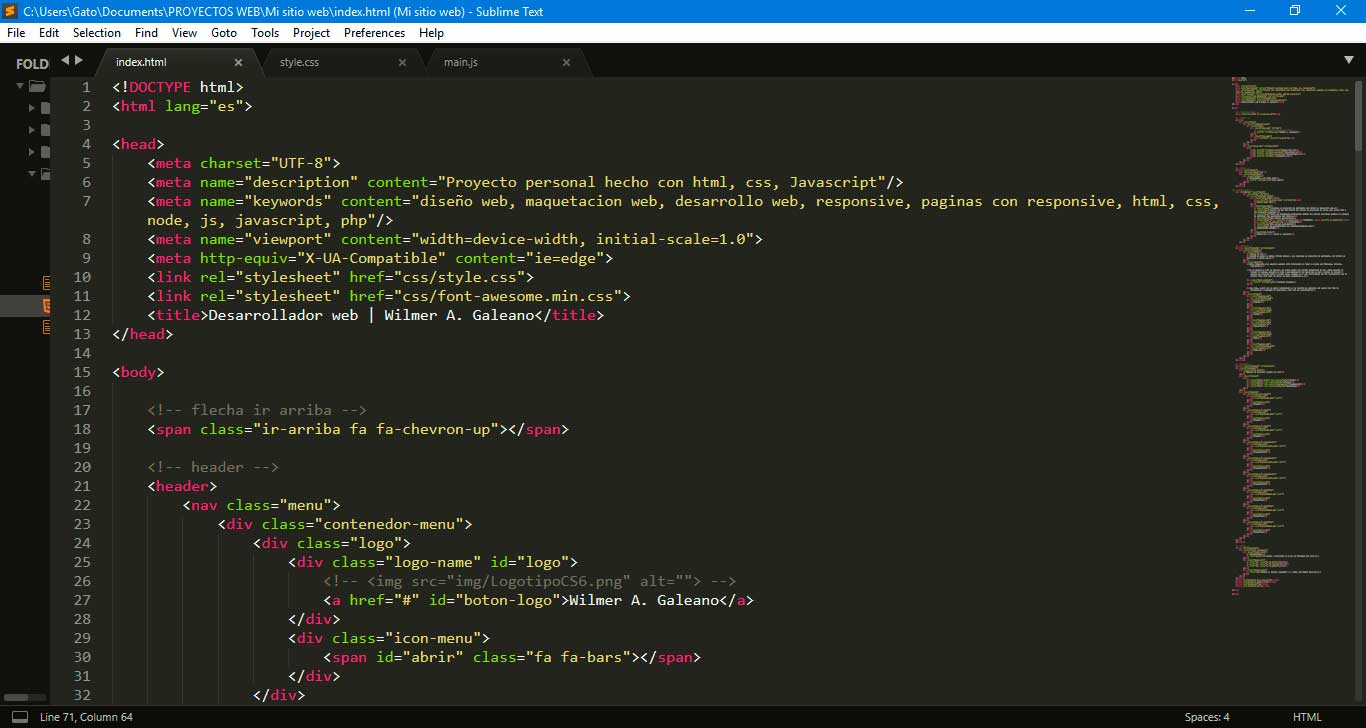 C:\Users\Gato\Documents\PROYECTOS WEB\Mi sitio web\index.html (Mi sitio web) - Sublime Text
File Edit Selection Find View Goto Tools Project Preferences Help
FOLD
index.html
style.css
main.js
1 <!DOCTYPE html>
2 <html lang="es">
3
4 <head>
5 <meta charset="UTF-8">
6 <meta name="description" content="Proyecto personal hecho con html, css, Javascript"/>
7 <meta name="keywords" content="diseño web, maquetacion web, desarrollo web, responsive, paginas con responsive, html, css,
node, js, javascript, php"/>
8 <meta name="viewport" content="width=device-width, initial-scale=1.0">
9 <meta http-equiv="X-UA-Compatible" content="ie=edge">
10 <link rel="stylesheet" href="css/style.css">
11 <link rel="stylesheet" href="css/font-awesome.min.css">
12 <title>Desarrollador web | Wilmer A. Galeano</title>
13 </head>
14
15 <body>
16
17 <!-- flecha ir arriba -->
18 <span class="ir-arriba fa fa-chevron-up"></span>
19
20 <!-- header -->
21 <header>
22 <nav class="menu">
23 <div class="contenedor-menu">
24 <div class="logo">
25 <div class="logo-name" id="logo">
26 <!-- <img src="img/LogotipoCS6.png" alt=""> -->
27 <a href="#" id="boton-logo">Wilmer A. Galeano</a>
28 </div>
29 <div class="icon-menu">
30 <span id="abrir" class="fa fa-bars"></span>
31 </div>
32 </div>
Line 71, Column 64
Spaces: 4
HTML